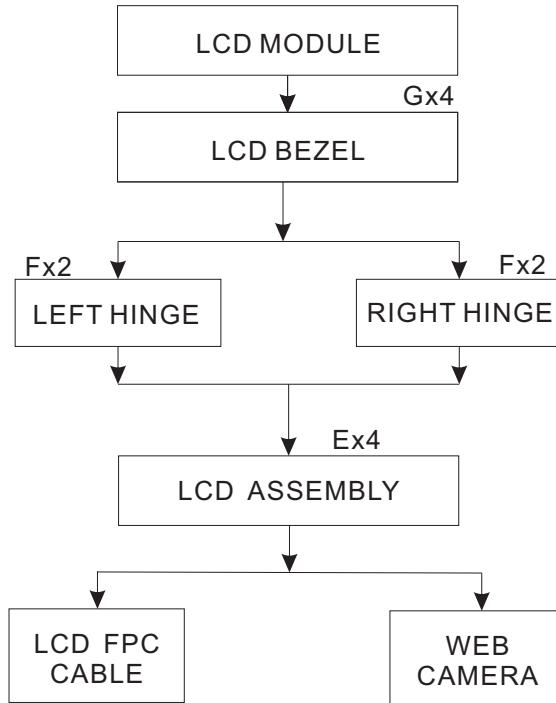 LCD MODULE
Gx4
LCD BEZEL
Fx2
Fx2
LEFT HINGE
RIGHT HINGE
Ex4
LCD ASSEMBLY
LCD FPC
CABLE
WEB
CAMERA